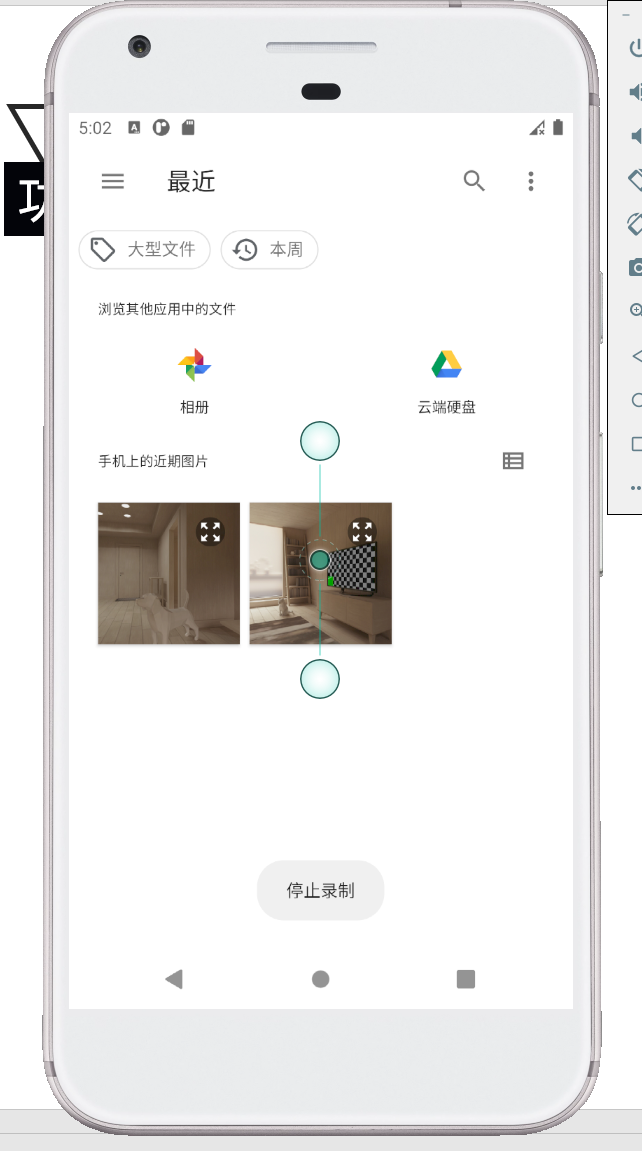 5:02
最近
大型文件
本周
浏览其他应用中的文件
相册
云端硬盘
手机上的近期图片
停止录制